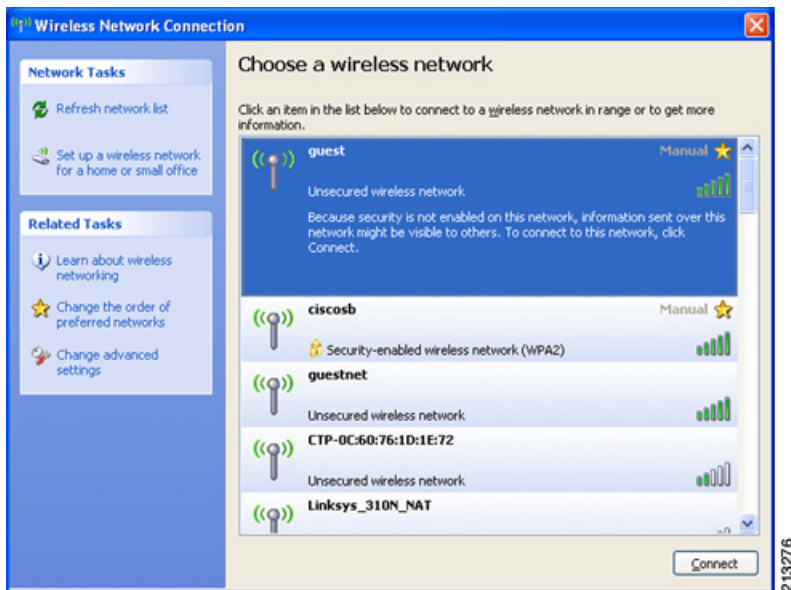 Wireless Network Connection
Network Tasks
Refresh network list
Set up a wireless network
for a home or small office
Related Tasks
Learn about wireless
networking
Change the order of
preferred networks
Change advanced
settings
Choose a wireless network
Click an item in the list below to connect to a wireless network in range or to get more
information.
guest
Manual
Unsecured wireless network
Because security is not enabled on this network, information sent over this
network might be visible to others. To connect to this network, click
Connect.
ciscosb
Manual
Security-enabled wireless network (WPA2)
guestnet
Unsecured wireless network
CTP-0C:60:76:1D:1E:72
Unsecured wireless network
Linksys_310N_NAT
Connect
213276